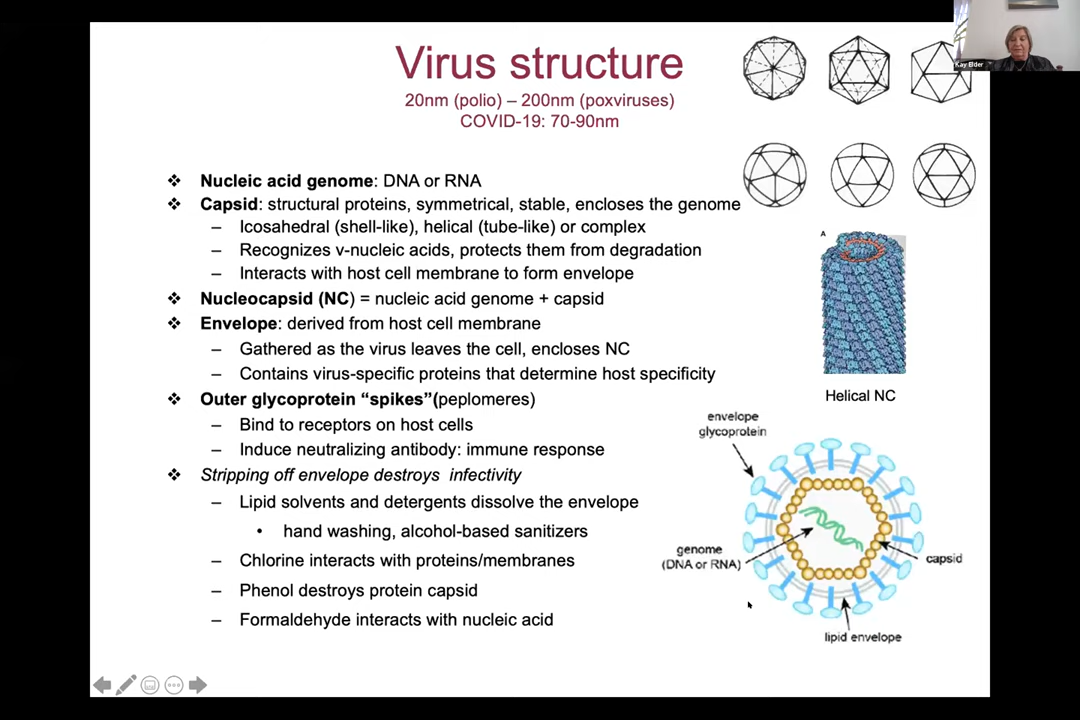 Virus structure
20nm (polio) – 200nm (poxviruses)
COVID-19: 70-90nm
Kay Elder
❖ Nucleic acid genome: DNA or RNA
❖ Capsid: structural proteins, symmetrical, stable, encloses the genome
– Icosahedral (shell-like), helical (tube-like) or complex
– Recognizes v-nucleic acids, protects them from degradation
– Interacts with host cell membrane to form envelope
❖ Nucleocapsid (NC) = nucleic acid genome + capsid
❖ Envelope: derived from host cell membrane
– Gathered as the virus leaves the cell, encloses NC
– Contains virus-specific proteins that determine host specificity
❖ Outer glycoprotein “spikes”(peplomeres)
– Bind to receptors on host cells
– Induce neutralizing antibody: immune response
❖ Stripping off envelope destroys infectivity
– Lipid solvents and detergents dissolve the envelope
• hand washing, alcohol-based sanitizers
– Chlorine interacts with proteins/membranes
– Phenol destroys protein capsid
– Formaldehyde interacts with nucleic acid
A
Helical NC
envelope
glycoprotein
genome
(DNA or RNA)
capsid
lipid envelope